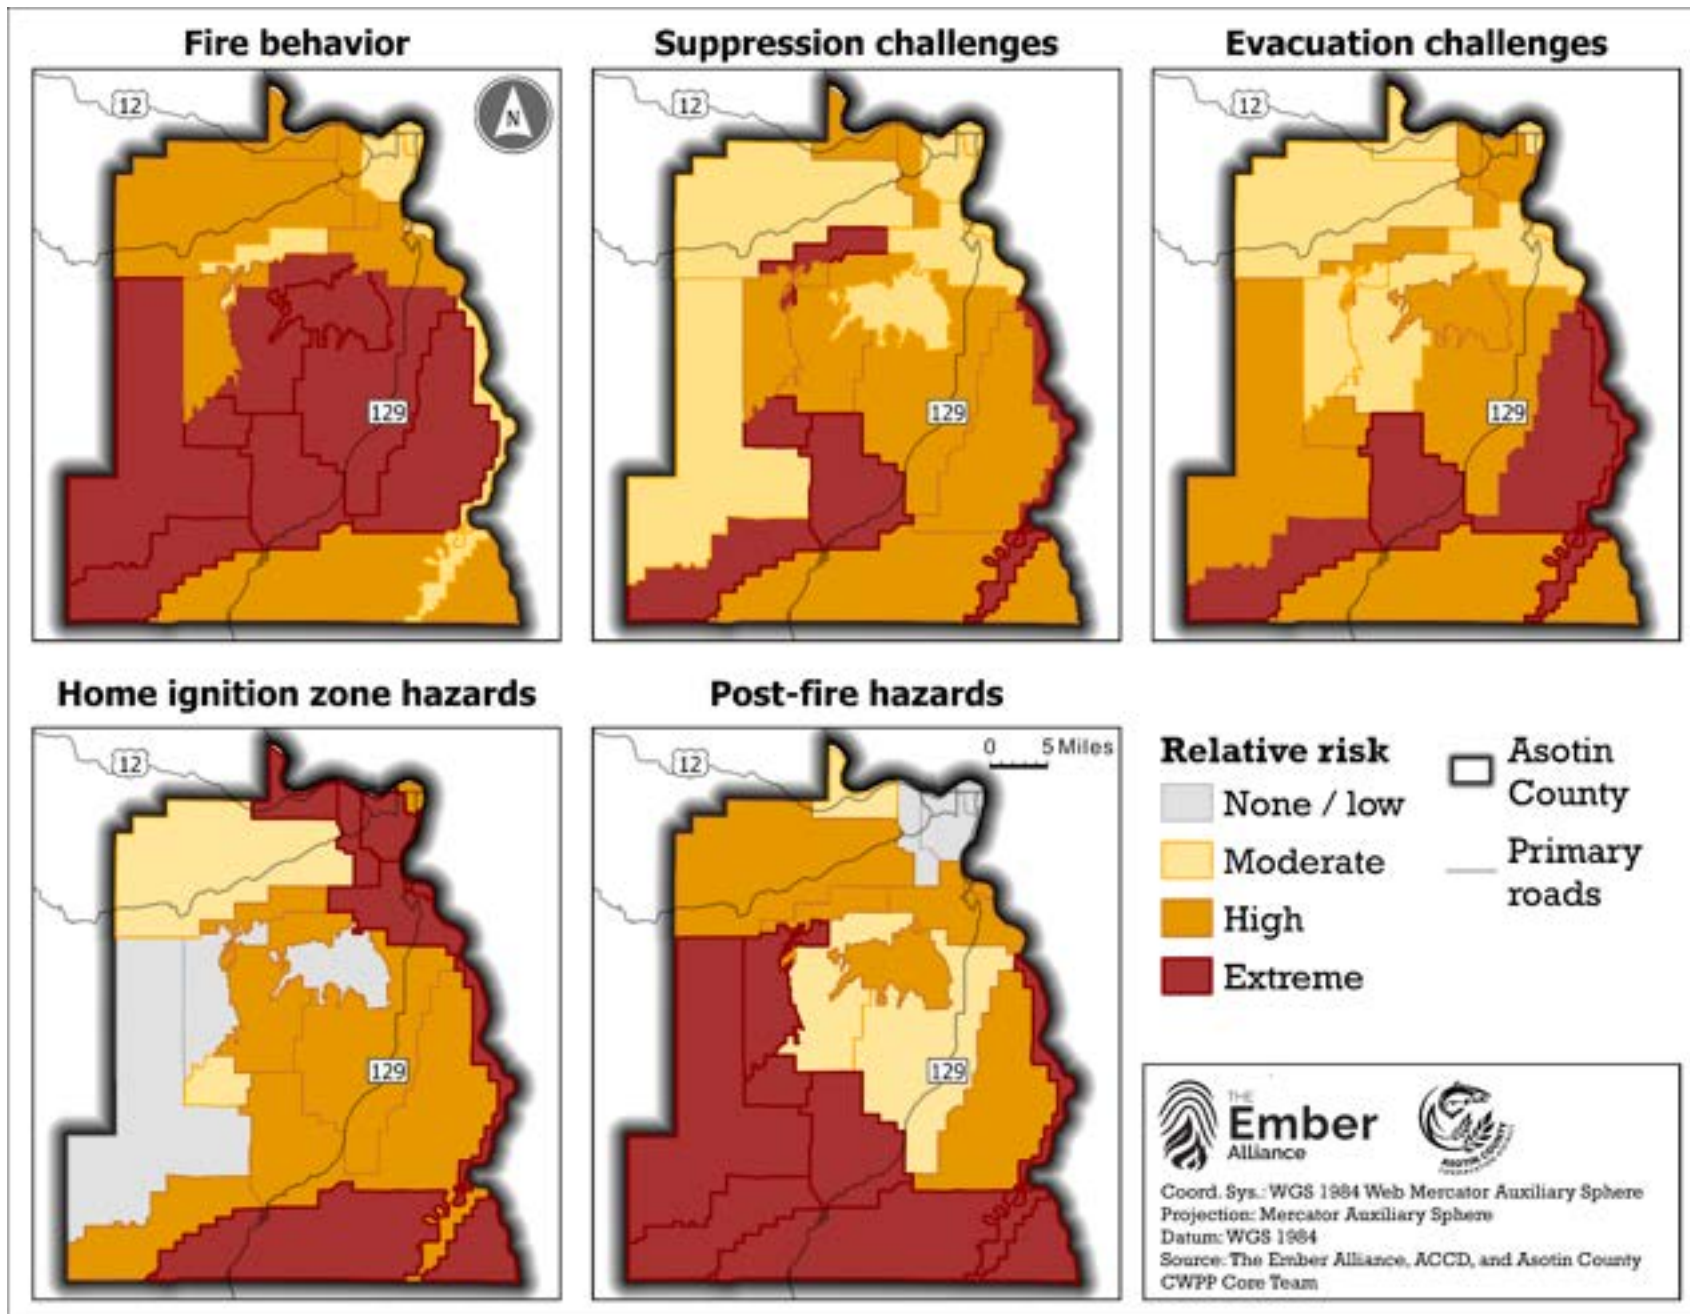 Fire behavior
Suppression challenges
Evacuation challenges
12
N
12
12
129
129
129
Home ignition zone hazards
Post-fire hazards
12
12
0 5 Miles
129
129
Relative risk
None / low
Moderate
High
Extreme
Asotin
County
Primary
roads
THE
Ember
Alliance
ASOTIN COUNTY
Coord. Sys.: WGS 1984 Web Mercator Auxiliary Sphere
Projection: Mercator Auxiliary Sphere
Datum: WGS 1984
Source: The Ember Alliance, ACCD, and Asotin County
CWPP Core Team